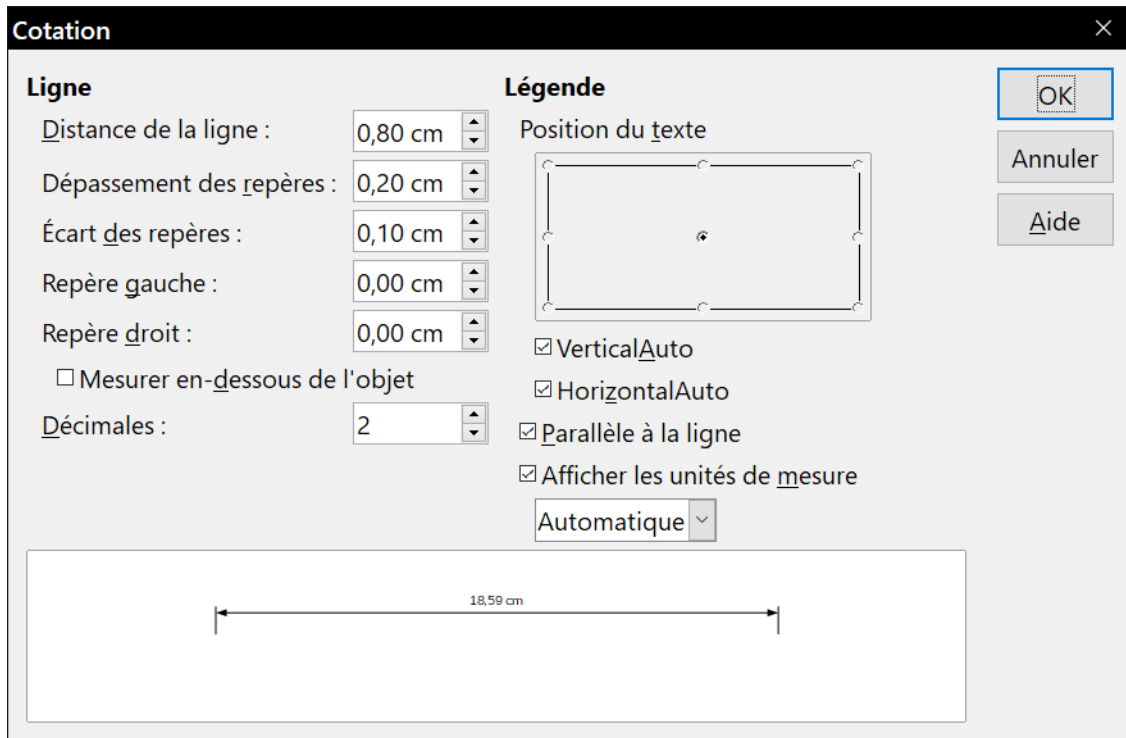 Cotation
Ligne
Distance de la ligne : 0,80 cm
Dépassement des repères : 0,20 cm
Écart des repères : 0,10 cm
Repère gauche : 0,00 cm
Repère droit : 0,00 cm
Mesurer en-dessous de l'objet
Décimales : 2
Légende
Position du texte
VerticalAuto
HorizontalAuto
Parallèle à la ligne
Afficher les unités de mesure
Automatique
OK
Annuler
Aide
18,59 cm